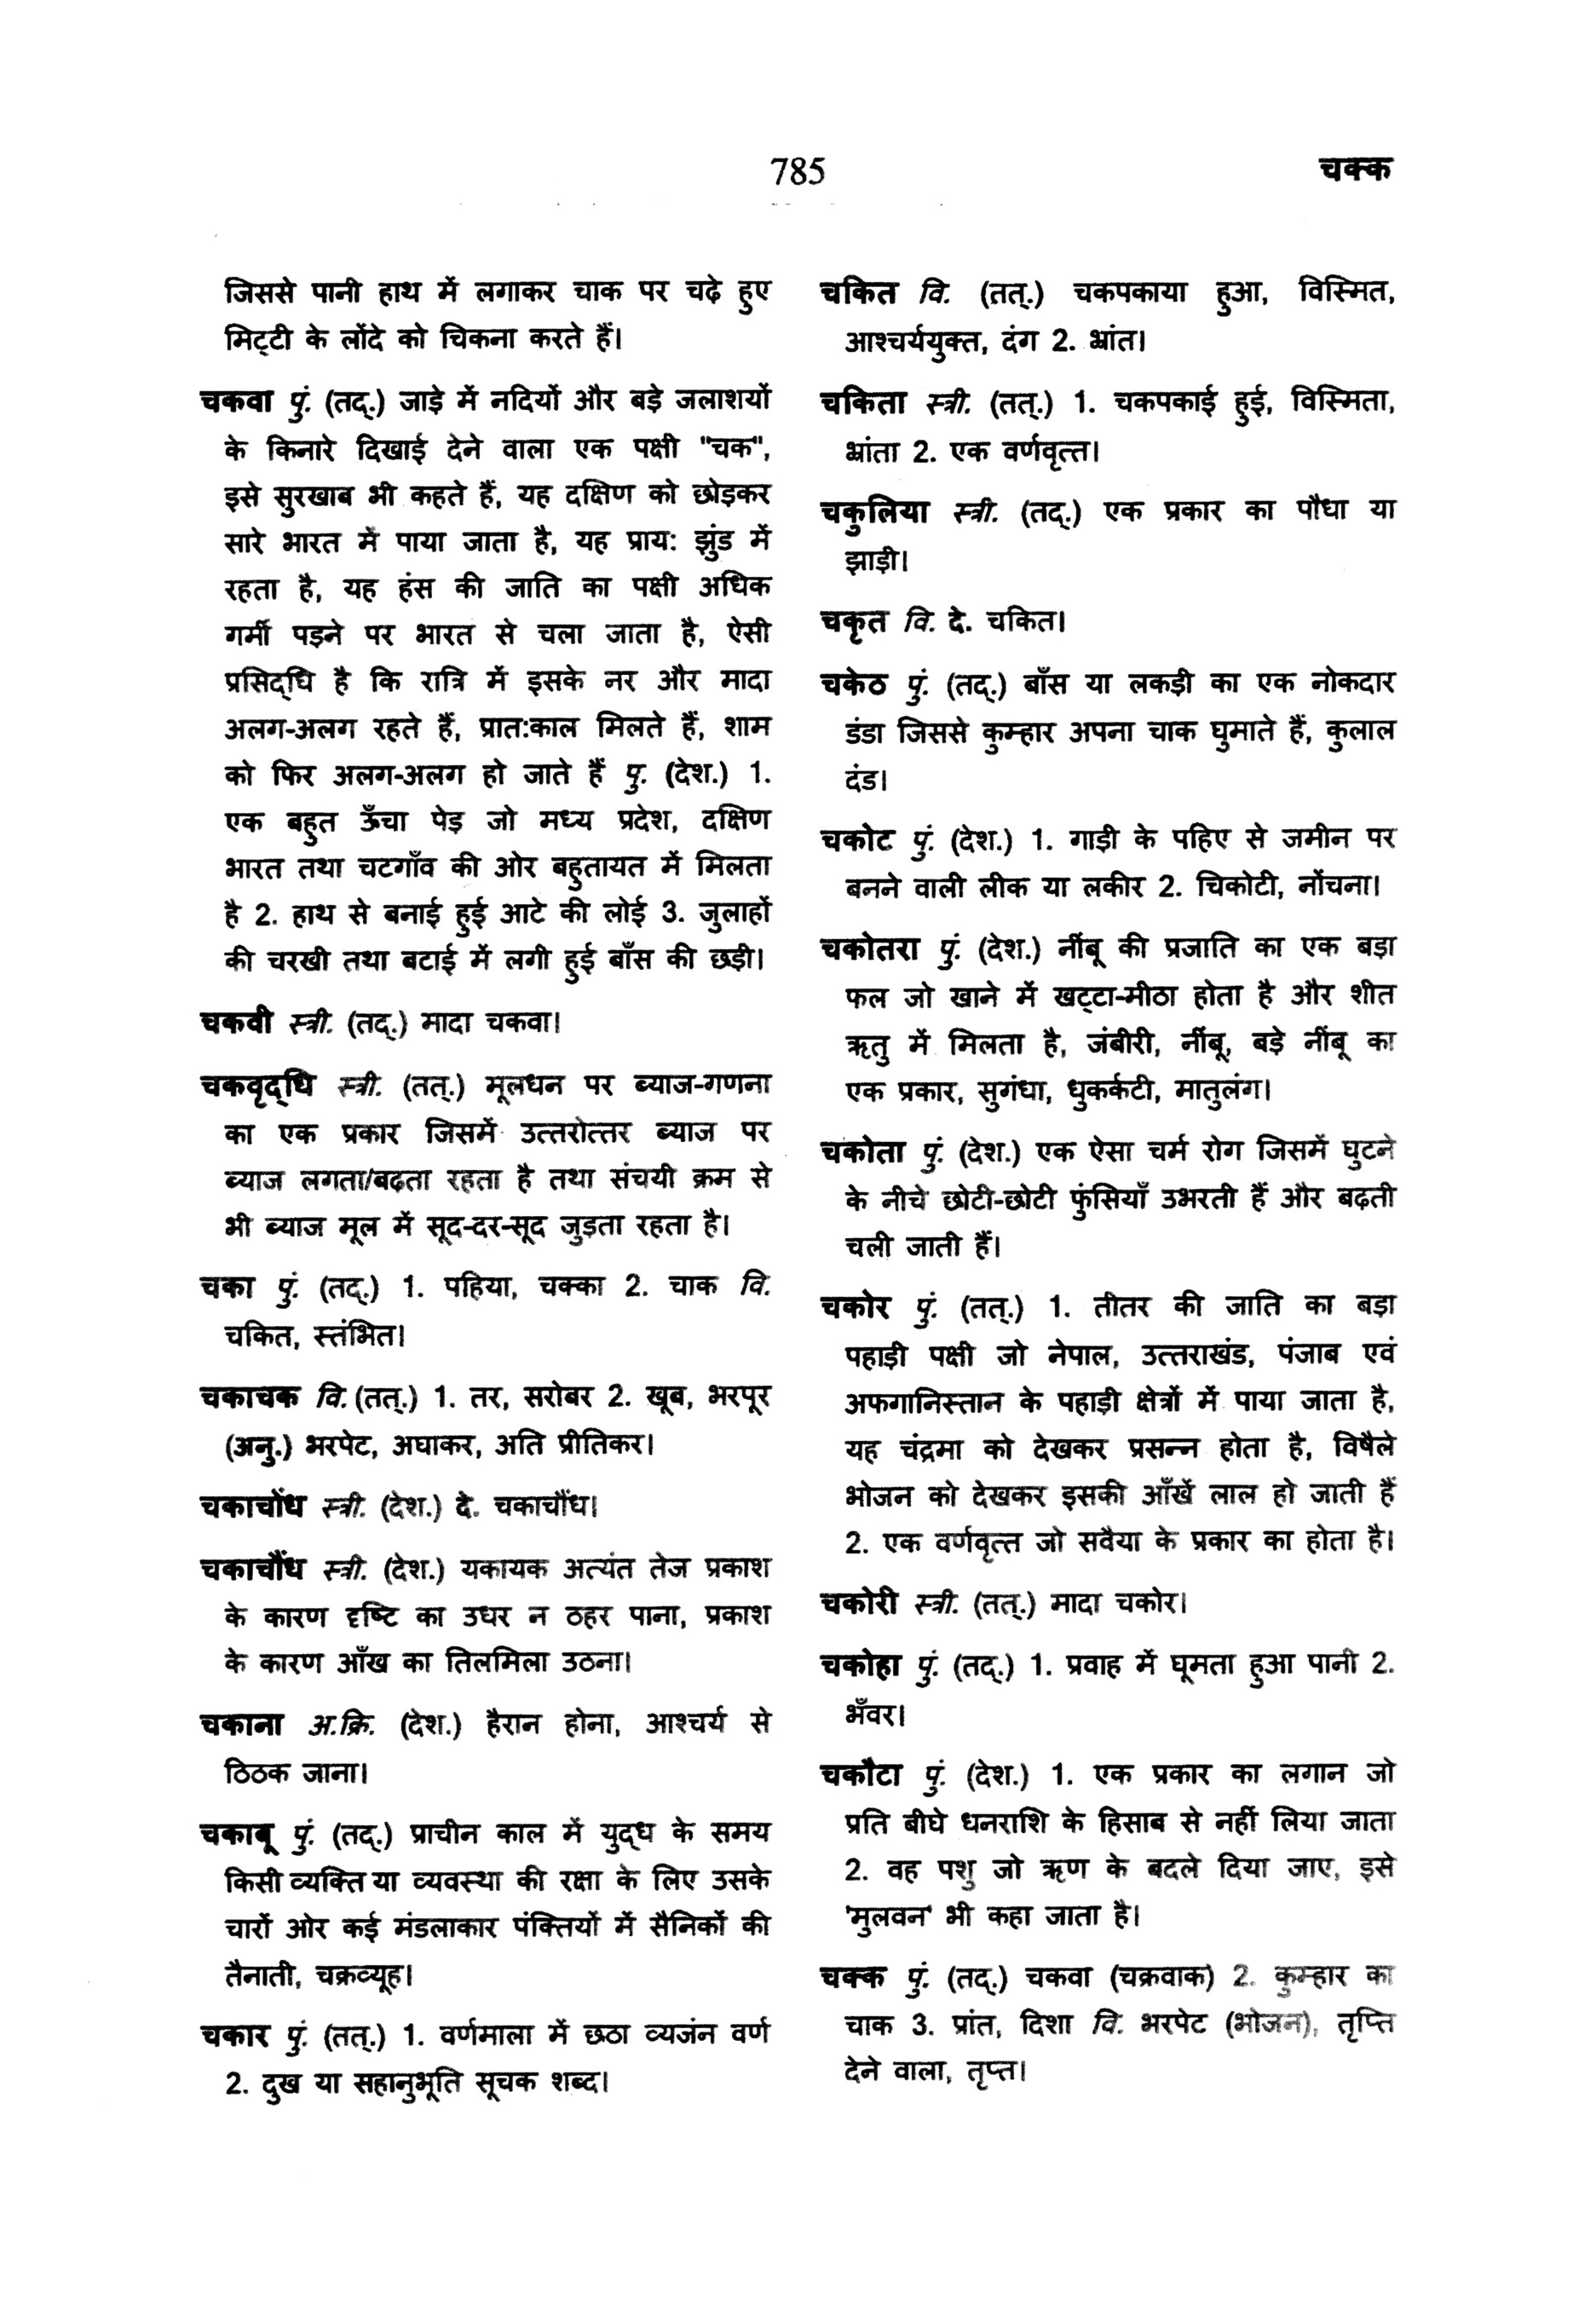 785
चक्क
जिससे पानी हाथ में लगाकर चाक पर चढ़े हुए
मिट्टी के लोंदे को चिकना करते हैं।
चकवा पुं. (तद्.) जाड़े में नदियों और बड़े जलाशयों
के किनारे दिखाई देने वाला एक पक्षी "चक",
इसे सुरखाब भी कहते हैं, यह दक्षिण को छोड़कर
सारे भारत में पाया जाता है, यह प्राय: झुंड में
रहता है, यह हंस की जाति का पक्षी अधिक
गर्मी पड़ने पर भारत से चला जाता है, ऐसी
प्रसिद्धि है कि रात्रि में इसके नर और मादा
अलग-अलग रहते हैं, प्रात:काल मिलते हैं, शाम
को फिर अलग-अलग हो जाते हैं पु. (देश.) 1.
एक बहुत ऊँचा पेड़ जो मध्य प्रदेश, दक्षिण
भारत तथा चटगाँव की ओर बहुतायत में मिलता
है 2. हाथ से बनाई हुई आटे की लोई 3. जुलाहों
की चरखी तथा बटाई में लगी हुई बाँस की छड़ी।
चकवी स्त्री. (तद्.) मादा चकवा।
चकवृद्धि स्त्री. (तत्.) मूलधन पर ब्याज-गणना
का एक प्रकार जिसमें उत्तरोत्तर ब्याज पर
ब्याज लगता/बढ़ता रहता है तथा संचयी क्रम से
भी ब्याज मूल में सूद-दर-सूद जुड़ता रहता है।
चका पुं. (तद्.) 1. पहिया, चक्का 2. चाक वि.
चकित, स्तंभित।
चकाचक वि. (तत्.) 1. तर, सरोबर 2. खूब, भरपूर
(अनु.) भरपेट, अघाकर, अति प्रीतिकर।
चकाचोंध स्त्री. (देश.) दे. चकाचौंध।
चकाचौंध स्त्री. (देश.) यकायक अत्यंत तेज प्रकाश
के कारण दृष्टि का उधर न ठहर पाना, प्रकाश
के कारण आँख का तिलमिला उठना।
चकाना अ.क्रि. (देश.) हैरान होना, आश्चर्य से
ठिठक जाना।
चकाबू पुं. (तद्.) प्राचीन काल में युद्ध के समय
किसी व्यक्ति या व्यवस्था की रक्षा के लिए उसके
चारों ओर कई मंडलाकार पंक्तियों में सैनिकों की
तैनाती, चक्रव्यूह।
चकार पुं. (तत्.) 1. वर्णमाला में छठा व्यजंन वर्ण
2. दुख या सहानुभूति सूचक शब्द।
चकित वि. (तत्.) चकपकाया हुआ, विस्मित,
आश्चर्ययुक्त, दंग 2. भ्रांत।
चकिता स्त्री. (तत्.) 1. चकपकाई हुई, विस्मिता,
भ्रांता 2. एक वर्णवृत्त।
चकुलिया स्त्री. (तद्.) एक प्रकार का पौधा या
झाड़ी।
चकृत वि. दे. चकित।
चकेठ पुं. (तद्.) बाँस या लकड़ी का एक नोकदार
डंडा जिससे कुम्हार अपना चाक घुमाते हैं, कुलाल
दंड।
चकोट पुं. (देश.) 1. गाड़ी के पहिए से जमीन पर
बनने वाली लीक या लकीर 2. चिकोटी, नोंचना।
चकोतरा पुं. (देश.) नींबू की प्रजाति का एक बड़ा
फल जो खाने में खट्टा-मीठा होता है और शीत
ऋतु में मिलता है, जंबीरी, नींबू, बड़े नींबू का
एक प्रकार, सुगंधा, धुकर्कटी, मातुलंग।
चकोता पुं. (देश.) एक ऐसा चर्म रोग जिसमें घुटने
के नीचे छोटी-छोटी फुंसियाँ उभरती हैं और बढ़ती
चली जाती हैं।
चकोर पुं. (तत्.) 1. तीतर की जाति का बड़ा
पहाड़ी पक्षी जो नेपाल, उत्तराखंड, पंजाब एवं
अफगानिस्तान के पहाड़ी क्षेत्रों में पाया जाता है,
यह चंद्रमा को देखकर प्रसन्न होता है, विषैले
भोजन को देखकर इसकी आँखें लाल हो जाती हैं
2. एक वर्णवृत्त जो सवैया के प्रकार का होता है।
चकोरी स्त्री. (तत्.) मादा चकोर।
चकोहा पुं. (तद्.) 1. प्रवाह में घूमता हुआ पानी 2.
भँवर।
चकौटा पुं. (देश.) 1. एक प्रकार का लगान जो
प्रति बीघे धनराशि के हिसाब से नहीं लिया जाता
2. वह पशु जो ऋण के बदले दिया जाए, इसे
'मुलवन' भी कहा जाता है।
चक्क पुं. (तद्.) चकवा (चक्रवाक) 2. कुम्हार का
चाक 3. प्रांत, दिशा वि. भरपेट (भोजन), तृप्ति
देने वाला, तृप्त।